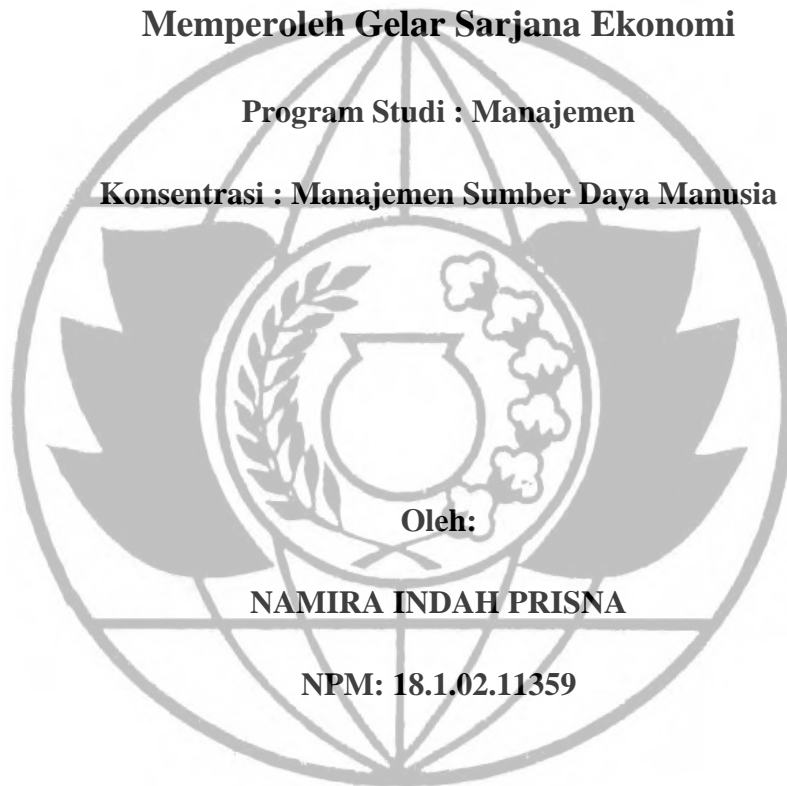 Memperoleh Gelar Sarjana Ekonomi
Program Studi : Manajemen
Konsentrasi : Manajemen Sumber Daya Manusia
Oleh:
NAMIRA INDAH PRISNA
NPM: 18.1.02.11359